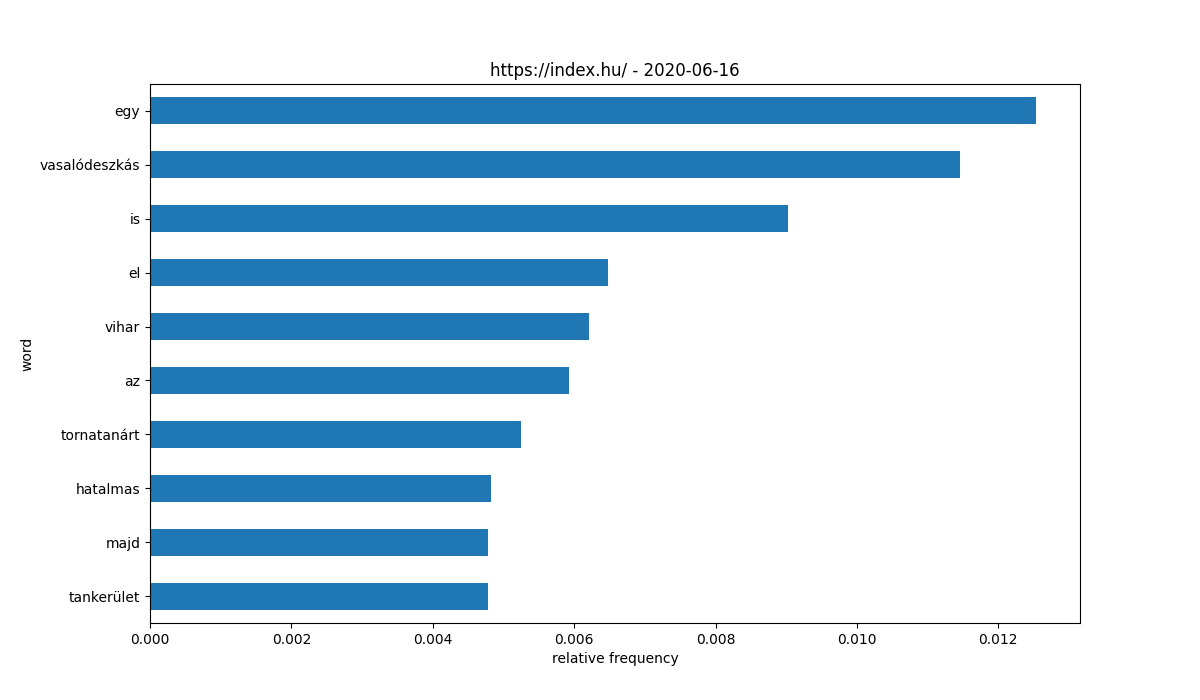 https://index.hu/ - 2020-06-16
egy
vasalódeszkás
is
el
vihar
az
tornatanárt
hatalmas
majd
tankerület
word
0.000 0.002 0.004 0.006 0.008 0.010 0.012
relative frequency